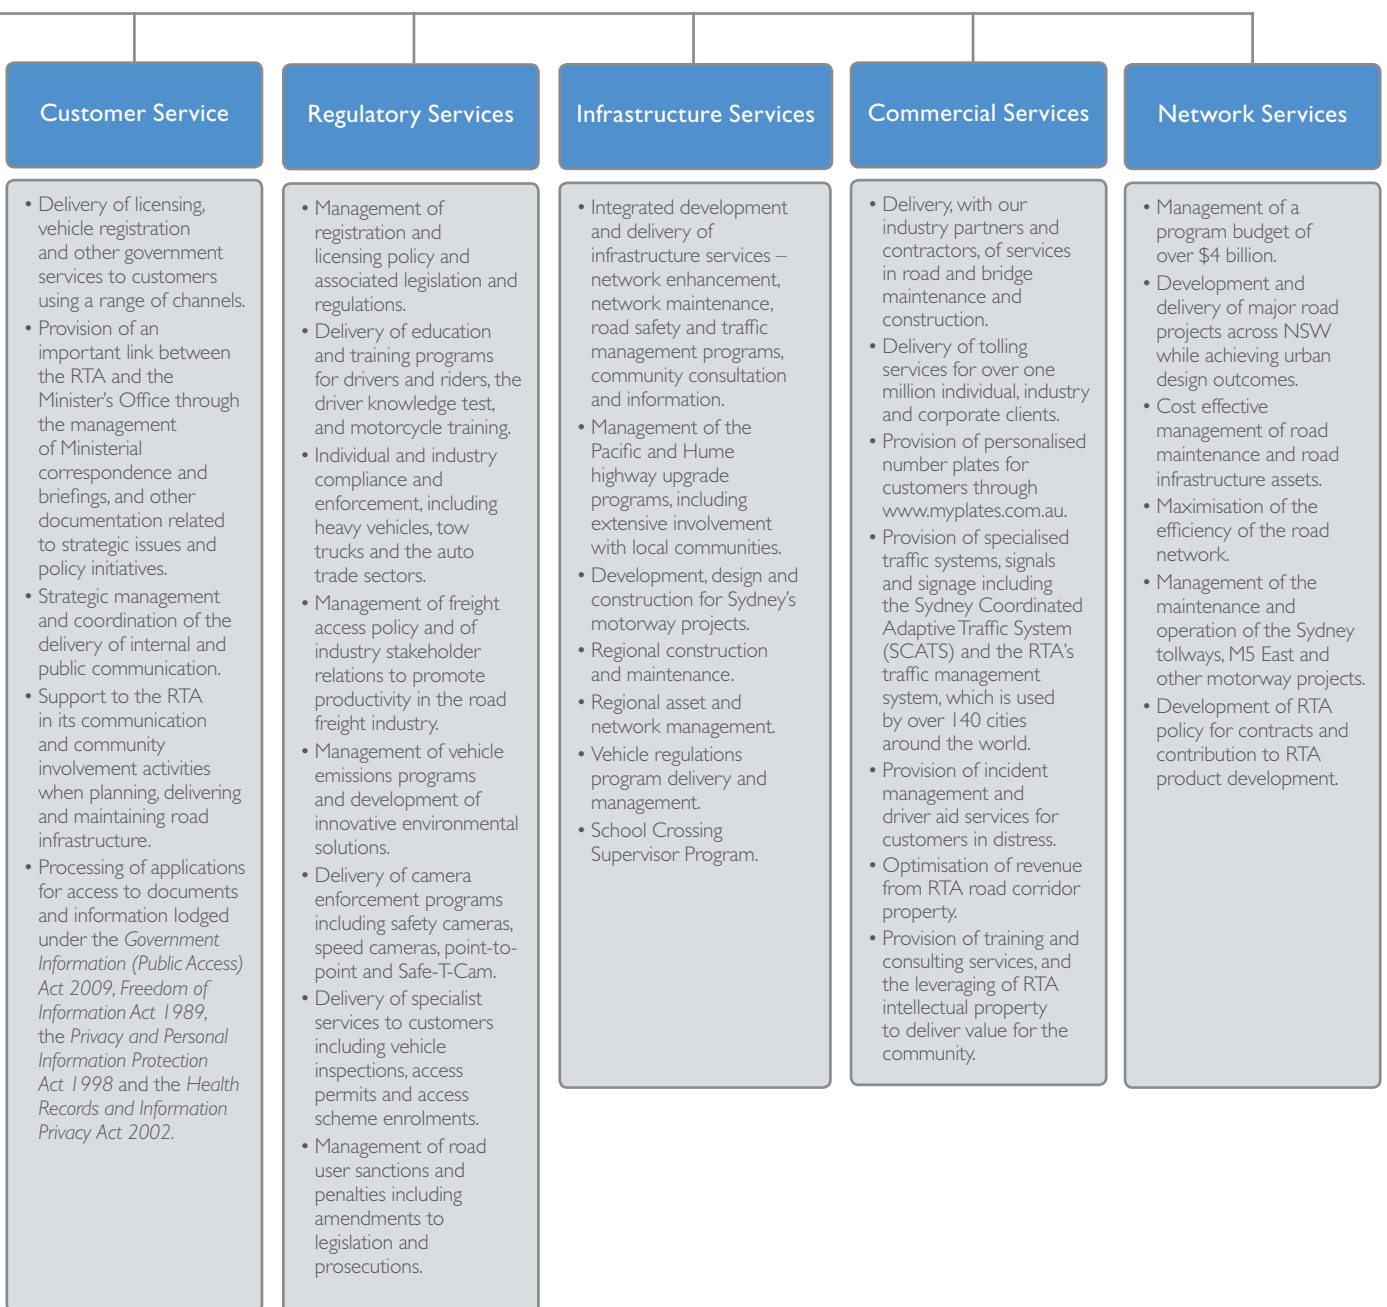 Customer Service
• Delivery of licensing,
vehicle registration
and other government
services to customers
using a range of channels.
• Provision of an
important link between
the RTA and the
Minister's Office through
the management
of Ministerial
correspondence and
briefings, and other
documentation related
to strategic issues and
policy initiatives.
• Strategic management
and coordination of the
delivery of internal and
public communication.
• Support to the RTA
in its communication
and community
involvement activities
when planning, delivering
and maintaining road
infrastructure.
• Processing of applications
for access to documents
and information lodged
under the Government
Information (Public Access)
Act 2009, Freedom of
Information Act 1989,
the Privacy and Personal
Information Protection
Act 1998 and the Health
Records and Information
Privacy Act 2002.
Regulatory Services
• Management of
registration and
licensing policy and
associated legislation and
regulations.
• Delivery of education
and training programs
for drivers and riders, the
driver knowledge test,
and motorcycle training.
• Individual and industry
compliance and
enforcement, including
heavy vehicles, tow
trucks and the auto
trade sectors.
• Management of freight
access policy and of
industry stakeholder
relations to promote
productivity in the road
freight industry.
• Management of vehicle
emissions programs
and development of
innovative environmental
solutions.
• Delivery of camera
enforcement programs
including safety cameras,
speed cameras, point-to-
point and Safe-T-Cam.
• Delivery of specialist
services to customers
including vehicle
inspections, access
permits and access
scheme enrolments.
• Management of road
user sanctions and
penalties including
amendments to
legislation and
prosecutions.
Infrastructure Services
• Integrated development
and delivery of
infrastructure services –
network enhancement,
network maintenance,
road safety and traffic
management programs,
community consultation
and information.
• Management of the
Pacific and Hume
highway upgrade
programs, including
extensive involvement
with local communities.
• Development, design and
construction for Sydney's
motorway projects.
• Regional construction
and maintenance.
• Regional asset and
network management.
• Vehicle regulations
program delivery and
management.
• School Crossing
Supervisor Program.
Commercial Services
• Delivery, with our
industry partners and
contractors, of services
in road and bridge
maintenance and
construction.
• Delivery of tolling
services for over one
million individual, industry
and corporate clients.
• Provision of personalised
number plates for
customers through
www.myplates.com.au.
• Provision of specialised
traffic systems, signals
and signage including
the Sydney Coordinated
Adaptive Traffic System
(SCATS) and the RTA's
traffic management
system, which is used
by over 140 cities
around the world.
• Provision of incident
management and
driver aid services for
customers in distress.
• Optimisation of revenue
from RTA road corridor
property.
• Provision of training and
consulting services, and
the leveraging of RTA
intellectual property
to deliver value for the
community.
Network Services
• Management of a
program budget of
over $4 billion.
• Development and
delivery of major road
projects across NSW
while achieving urban
design outcomes.
• Cost effective
management of road
maintenance and road
infrastructure assets.
• Maximisation of the
efficiency of the road
network.
• Management of the
maintenance and
operation of the Sydney
tollways, M5 East and
other motorway projects.
• Development of RTA
policy for contracts and
contribution to RTA
product development.